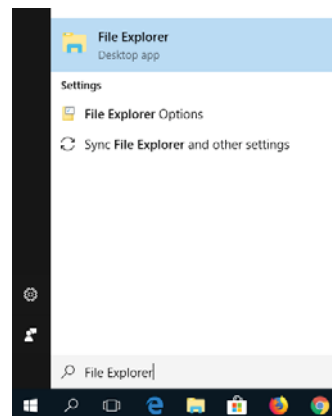 File Explorer
Desktop app
Settings
File Explorer Options
Sync File Explorer and other settings
File Explorer